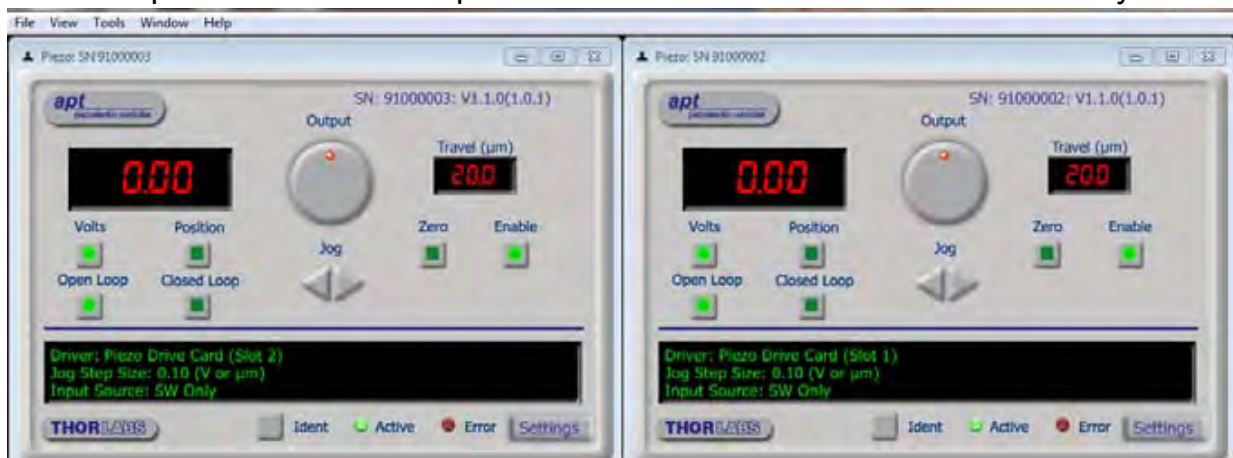 File View Tools Window Help
Piezo: SN 91000003
apt
SN: 91000003: V1.1.0(1.0.1)
Output
Travel (µm)
0.00
20.0
Volts Position
Zero Enable
Jog
Open Loop Closed Loop
Driver: Piezo Drive Card (Slot 2)
Jog Step Size: 0.10 (V or µm)
Input Source: SW Only
THORLABS
Ident Active Error Settings
Piezo: SN 91000002
apt
SN: 91000002: V1.1.0(1.0.1)
Output
Travel (µm)
0.00
20.0
Volts Position
Zero Enable
Jog
Open Loop Closed Loop
Driver: Piezo Drive Card (Slot 1)
Jog Step Size: 0.10 (V or µm)
Input Source: SW Only
THORLABS
Ident Active Error Settings